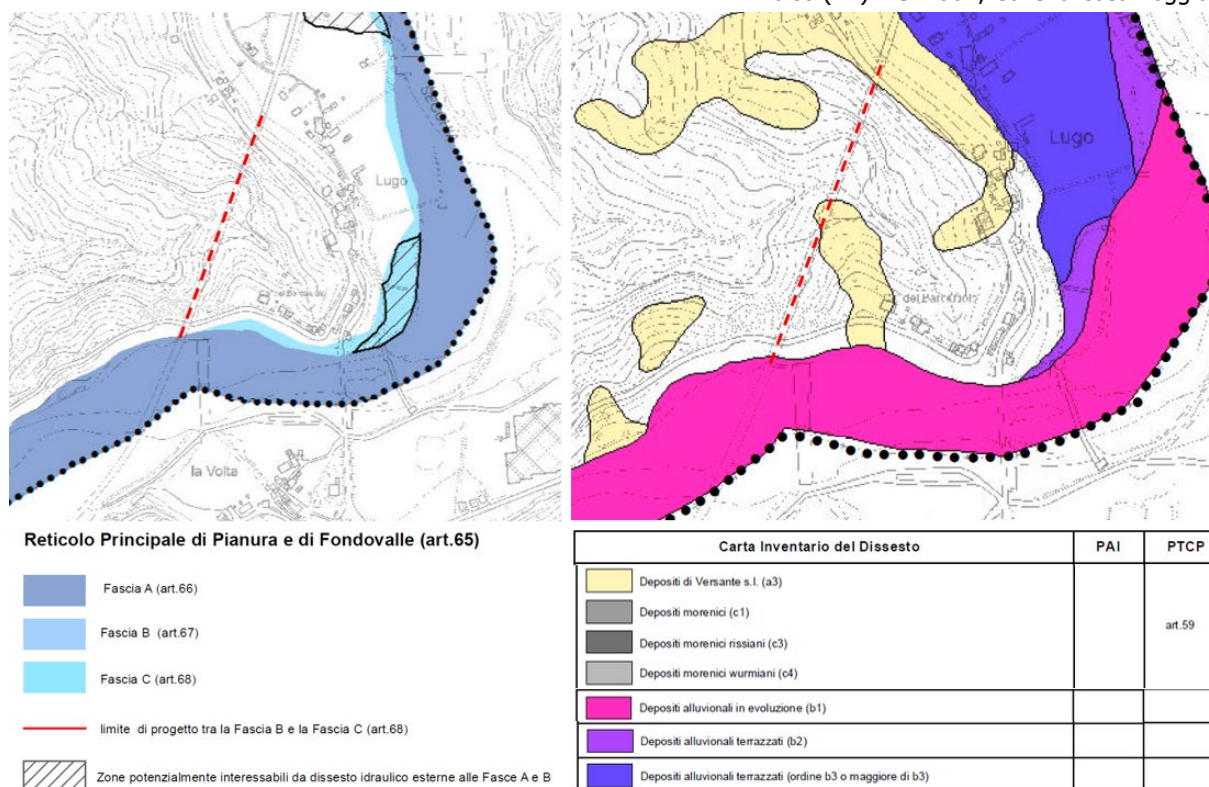 Lugo
la Volta
Lugo
Reticolo Principale di Pianura e di Fondovalle (art.65)
Fascia A (art.66)
Fascia B (art.67)
Fascia C (art.68)
limite di progetto tra la Fascia B e la Fascia C (art.68)
Zone potenzialmente interessabili da dissesto idraulico esterne alle Fasce A e B
Carta Inventario del Dissesto PAI PTCP
Depositi di Versante s.l. (a3)
Depositi morenici (c1)
art.59
Depositi morenici rissiani (c3)
Depositi morenici wurmiani (c4)
Depositi alluvionali in evoluzione (b1)
Depositi alluvionali terrazzati (b2)
Depositi alluvionali terrazzati (ordine b3 o maggiore di b3)